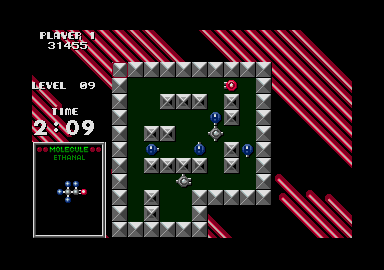 PLAYER 1
31455
LEVEL 09
TIME
2:09
MOLECULE
ETHANAL